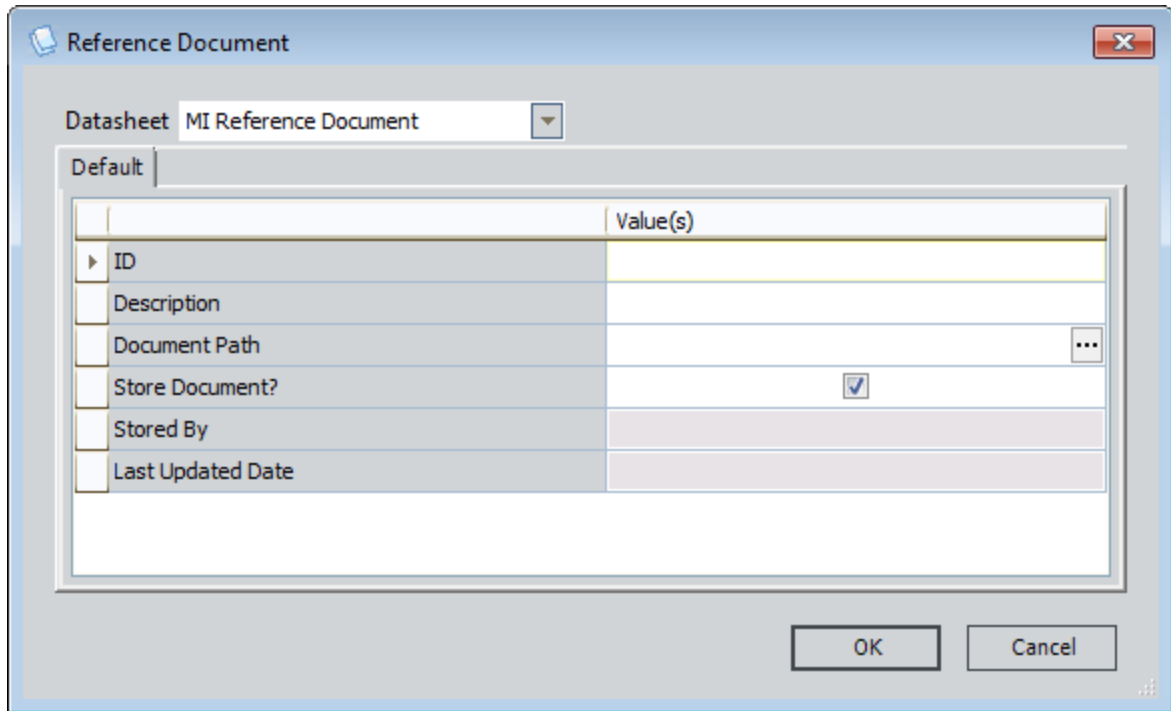 Reference Document
Datasheet MI Reference Document
Default
Value(s)
ID
Description
Document Path ...
Store Document?
Stored By
Last Updated Date
OK Cancel